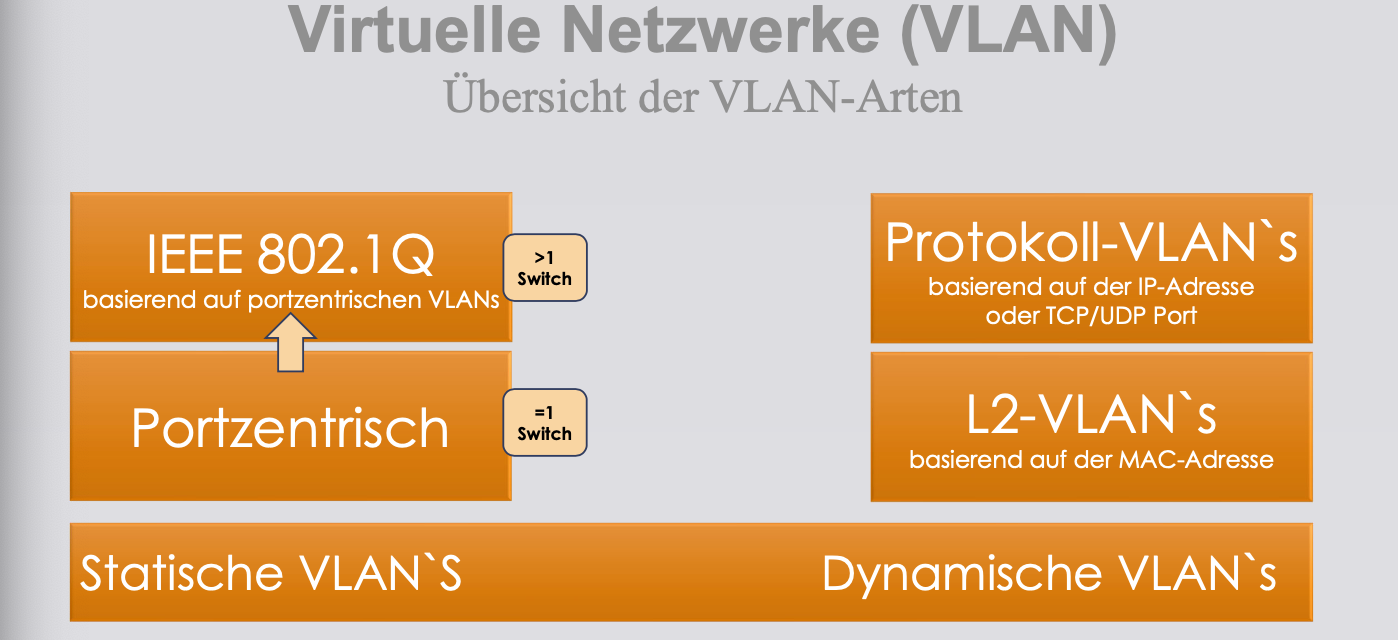 Virtuelle Netzwerke (VLAN)
Übersicht der VLAN-Arten
IEEE 802.1Q
basierend auf portzentrischen VLANs
>1
Switch
Portzentrisch
=1
Switch
Protokoll-VLAN`s
basierend auf der IP-Adresse
oder TCP/UDP Port
L2-VLAN`s
basierend auf der MAC-Adresse
Statische VLAN`S
Dynamische VLAN`s